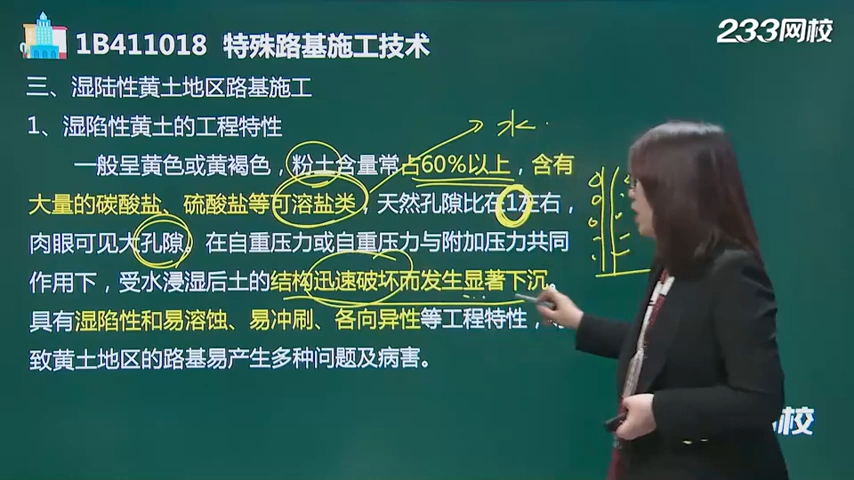 1B411018 特殊路基施工技术
233网校
三、湿陆性黄土地区路基施工
1、湿陷性黄土的工程特性
水
一般呈黄色或黄褐色，粉土含量常占60%以上，含有
大量的碳酸盐、硫酸盐等可溶盐类，天然孔隙比在1左右，
肉眼可见大孔隙。在自重压力或自重压力与附加压力共同
作用下，受水浸湿后土的结构迅速破坏而发生显著下沉。
具有湿陷性和易溶蚀、易冲刷、各向异性等工程特性，
致黄土地区的路基易产生多种问题及病害。
校